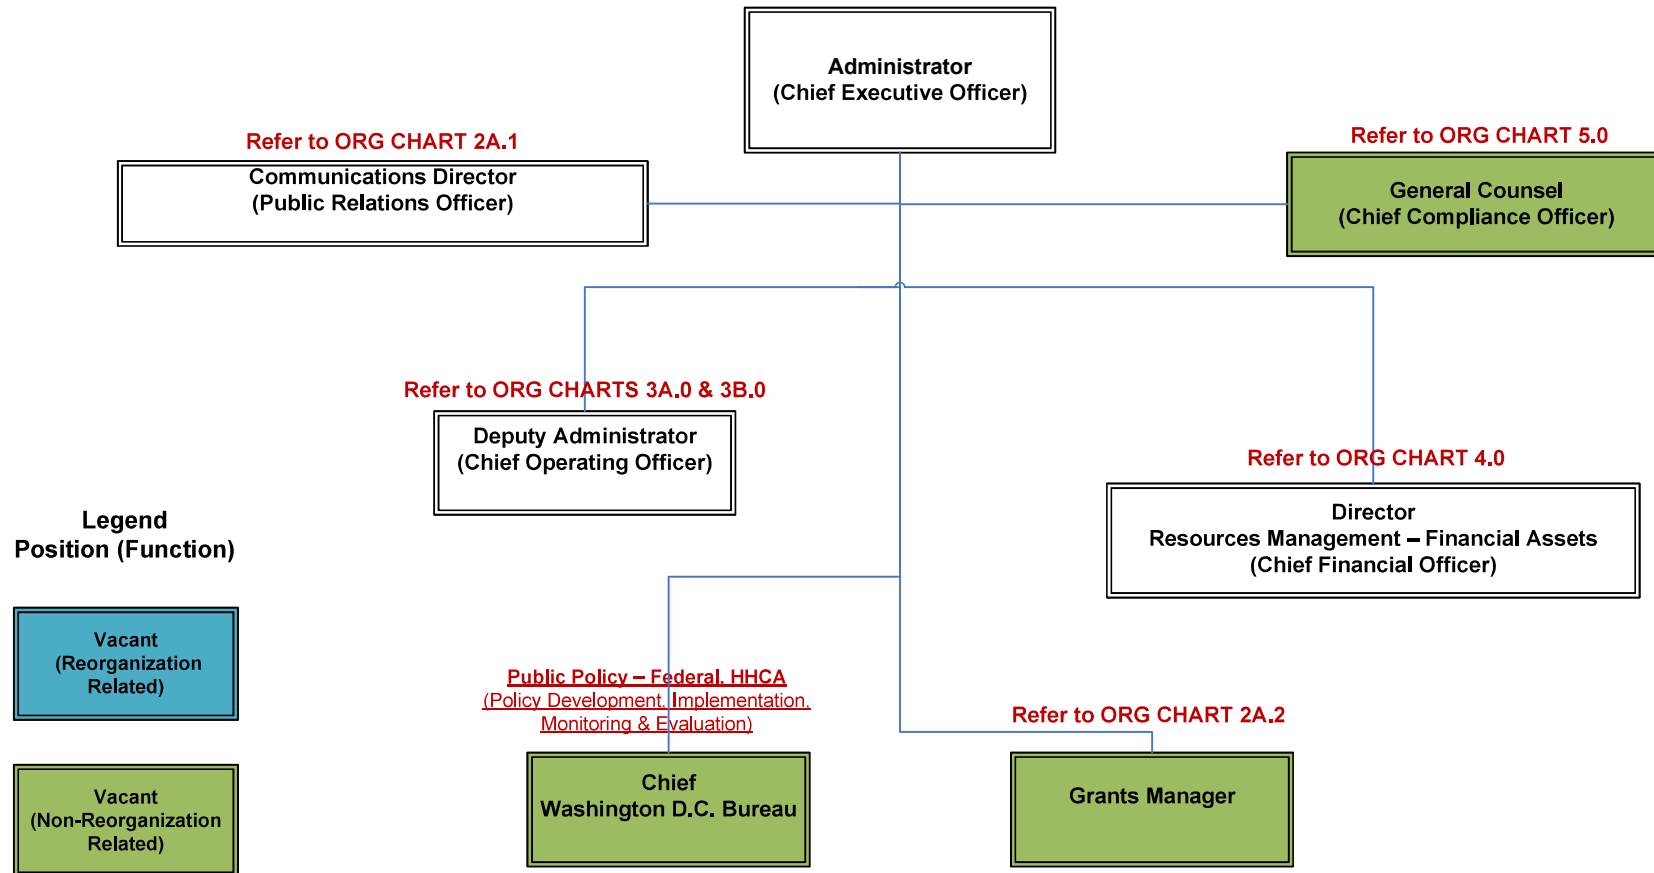 Administrator
(Chief Executive Officer)
Refer to ORG CHART 2A.1
Communications Director
(Public Relations Officer)
Refer to ORG CHART 5.0
General Counsel
(Chief Compliance Officer)
Refer to ORG CHARTS 3A.0 & 3B.0
Deputy Administrator
(Chief Operating Officer)
Refer to ORG CHART 4.0
Director
Resources Management – Financial Assets
(Chief Financial Officer)
Legend
Position (Function)
Vacant
(Reorganization
Related)
Vacant
(Non-Reorganization
Related)
Public Policy – Federal, HHCA
(Policy Development, Implementation,
Monitoring & Evaluation)
Chief
Washington D.C. Bureau
Refer to ORG CHART 2A.2
Grants Manager